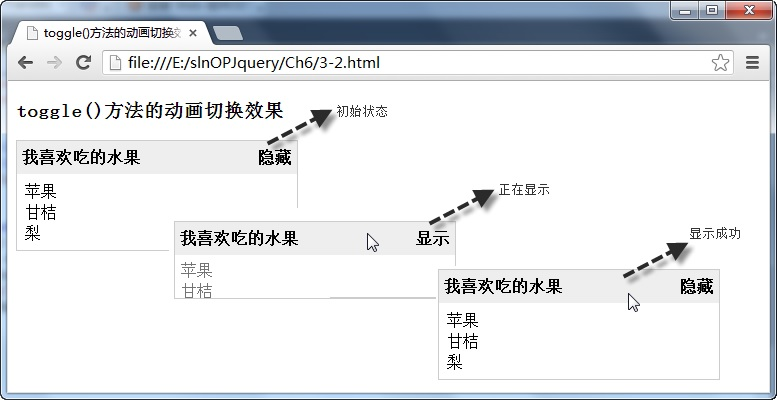 toggle()方法的动画切换效
file:///E:/slnOPJquery/Ch6/3-2.html
toggle()方法的动画切换效果
初始状态
我喜欢吃的水果 隐藏
苹果
甘桔
梨
正在显示
我喜欢吃的水果 显示
苹果
甘桔
显示成功
我喜欢吃的水果 隐藏
苹果
甘桔
梨